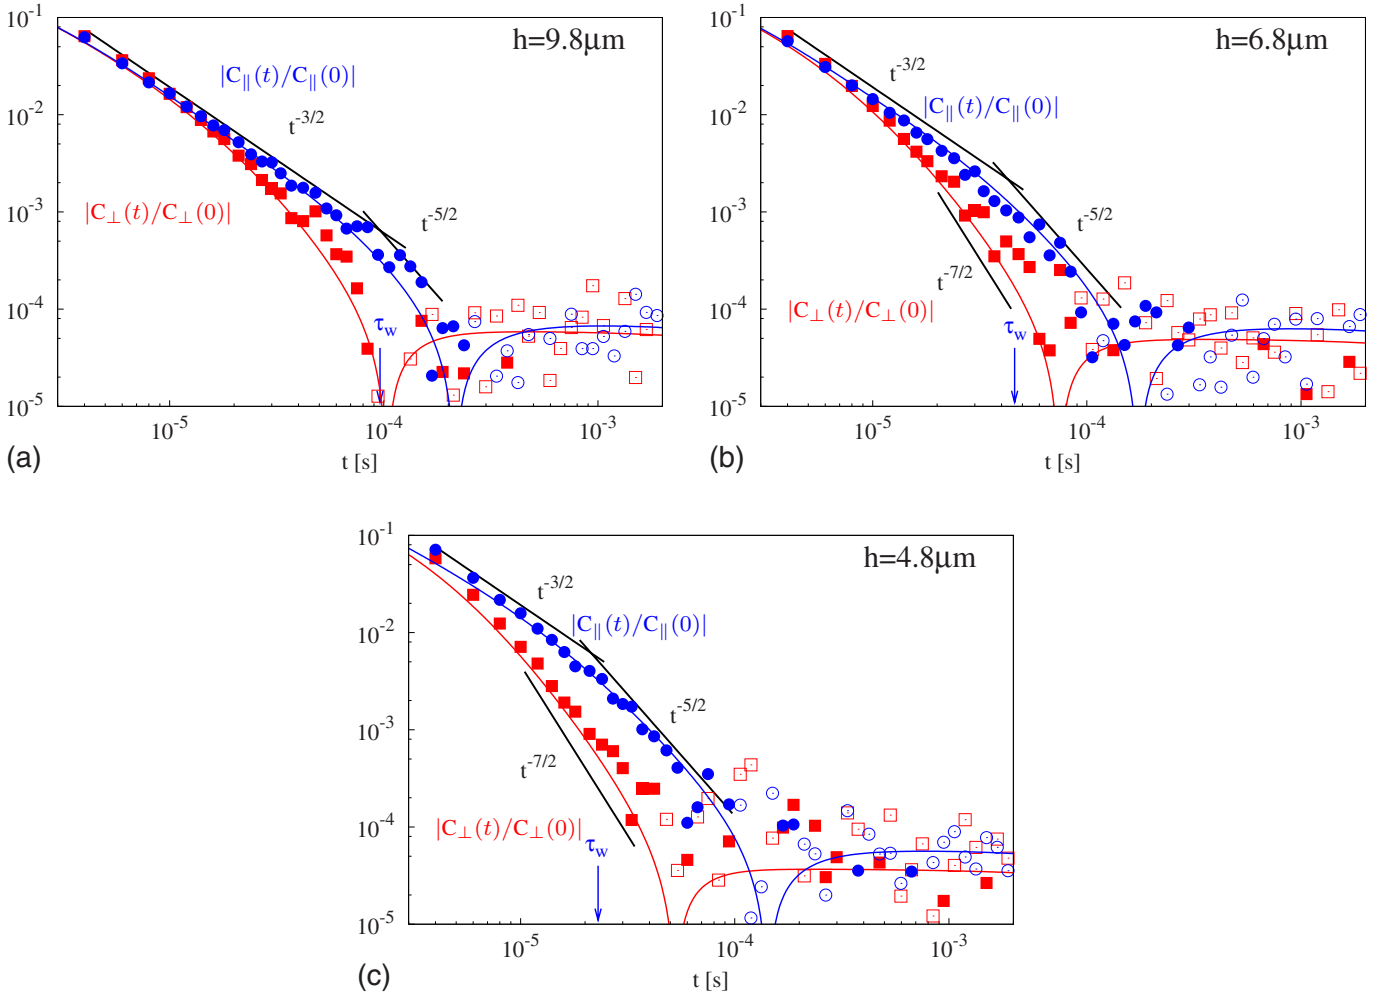 10^-1
10^-2
10^-3
10^-4
10^-5
h=9.8μm
|C∥(t)/C∥(0)|
t^-3/2
|C⊥(t)/C⊥(0)|
t^-5/2
τ_w
10^-5
10^-4
10^-3
(a)
t [s]
10^-1
10^-2
10^-3
10^-4
10^-5
h=6.8μm
t^-3/2
|C∥(t)/C∥(0)|
t^-5/2
t^-7/2
|C⊥(t)/C⊥(0)|
τ_w
10^-5
10^-4
10^-3
(b)
t [s]
10^-1
10^-2
10^-3
10^-4
10^-5
h=4.8μm
t^-3/2
|C∥(t)/C∥(0)|
t^-5/2
t^-7/2
|C⊥(t)/C⊥(0)|
τ_w
10^-5
10^-4
10^-3
(c)
t [s]